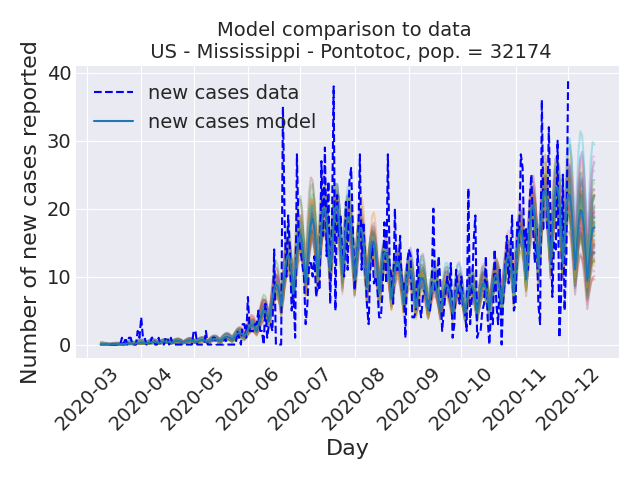 Model comparison to data
US - Mississippi - Pontotoc, pop. = 32174
Number of new cases reported
40
30
20
10
0
new cases data
new cases model
2020-03
2020-04
2020-05
2020-06
2020-07
2020-08
2020-09
2020-10
2020-11
2020-12
Day